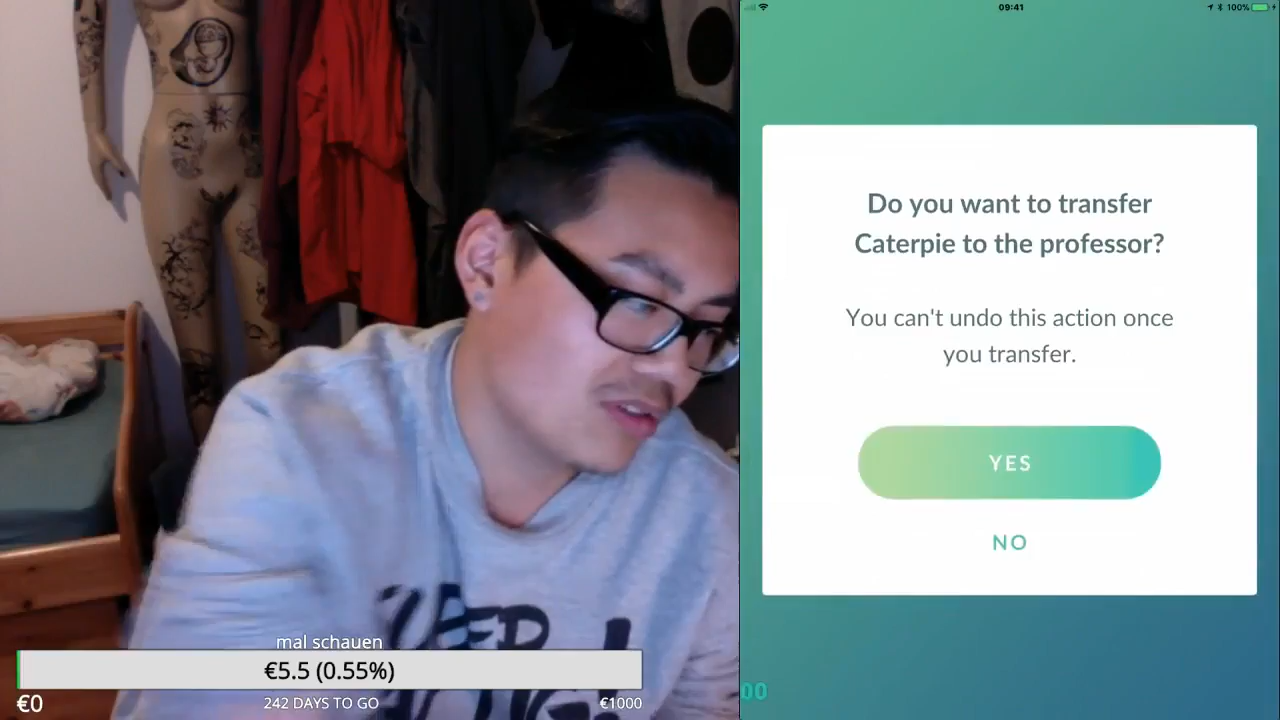 09:41
100%
Do you want to transfer
Caterpie to the professor?
You can't undo this action once
you transfer.
YES
NO
00
mal schauen
€5.5 (0.55%)
€0
242 DAYS TO GO
€1000